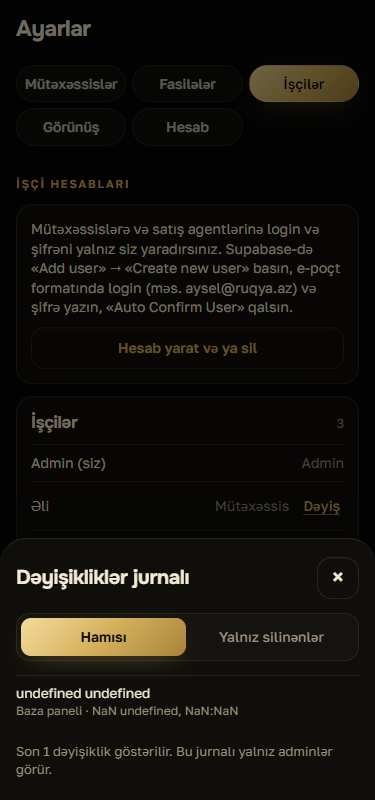 Ayarlar
Mütəxəssislər
Fasilələr
İşçilər
Görünüş
Hesab
İŞÇİ HESABLARI
Mütəxəssislərə və satış agentlərinə login və
şifrəni yalnız siz yaradırsınız. Supabase-də
«Add user» → «Create new user» basın, e-poçt
formatında login (məs. aysel@ruqya.az) və
şifrə yazın, «Auto Confirm User» qalsın.
Hesab yarat və ya sil
İşçilər 3
Admin (siz) Admin
Əli Mütəxəssis Dəyiş
Dəyişikliklər jurnalı ×
Hamısı
Yalnız silinənlər
undefined undefined
Baza paneli · NaN undefined, NaN:NaN
Son 1 dəyişiklik göstərilir. Bu jurnalı yalnız adminlər
görür.